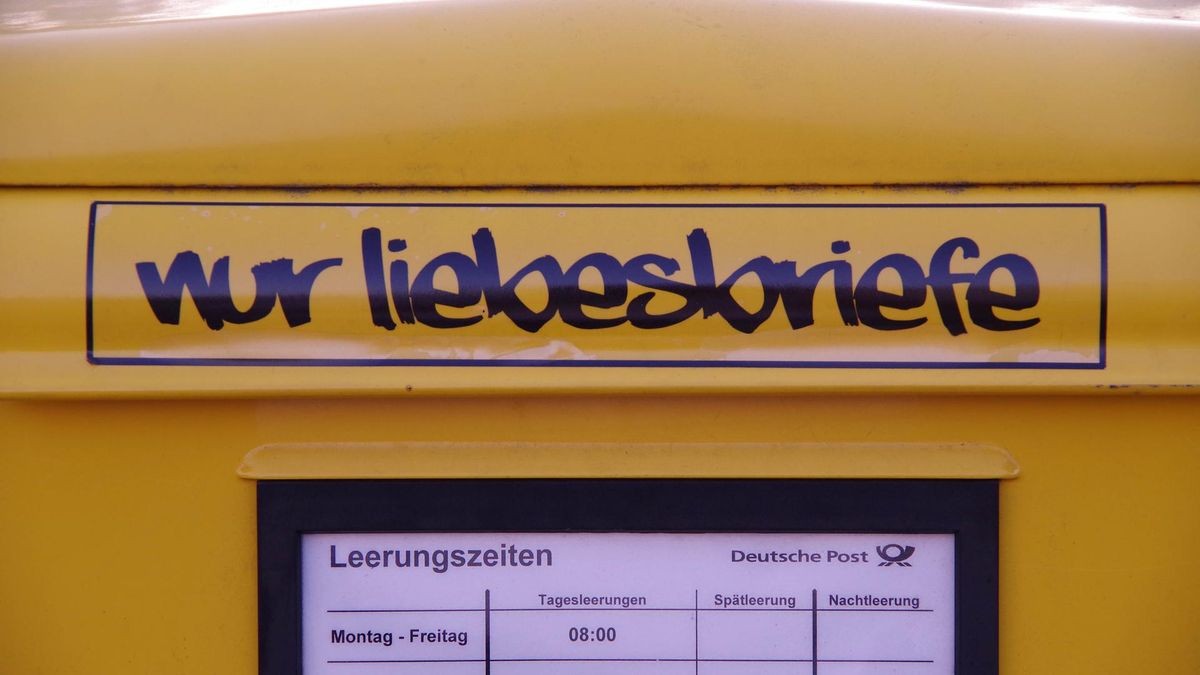 nur liebesbriefe
Leerungszeiten
Deutsche Post
Tagesleerungen Spätleerung Nachtleerung
Montag - Freitag 08:00